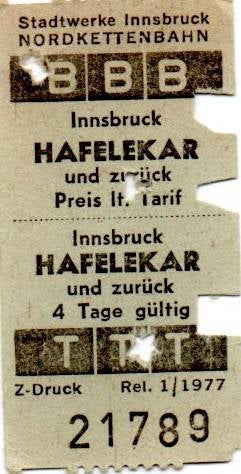 Stadtwerke Innsbruck
NORDKETTENBAHN
B B B
Innsbruck
HAFELEKAR
und zurück
Preis lt. Tarif
Innsbruck
HAFELEKAR
und zurück
4 Tage gültig
T T T
Z-Druck Rel. 1/1977
21789